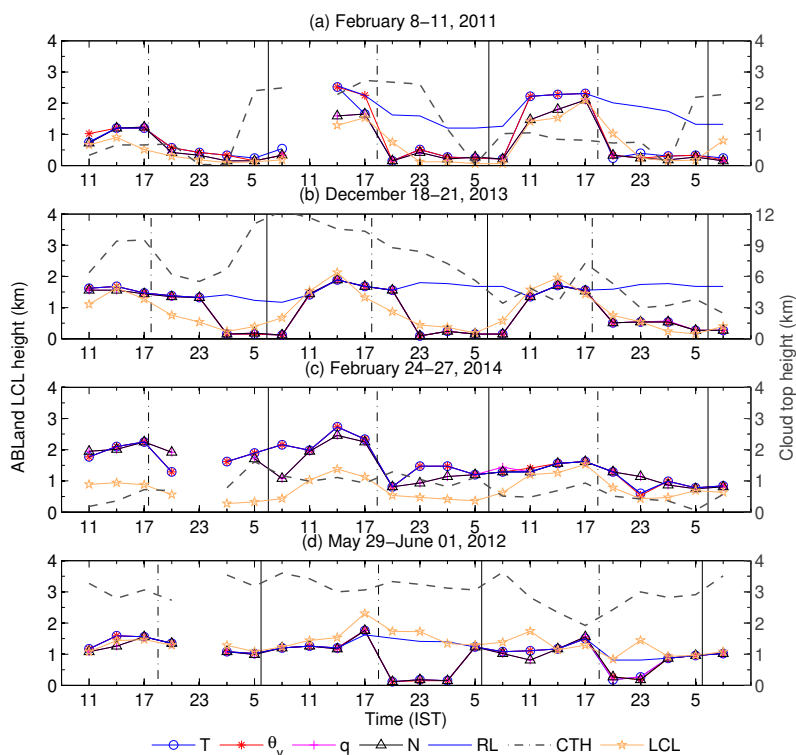 (a) February 8−11, 2011
4 4
3 3
2 2
1 1
0 0
11 17 23 5 11 17 23 5 11 17 23 5
(b) December 18−21, 2013
4 12
3 9
2 6
1 3
0 0
11 17 23 5 11 17 23 5 11 17 23 5
(c) February 24−27, 2014
4 4
3 3
2 2
1 1
0 0
11 17 23 5 11 17 23 5 11 17 23 5
(d) May 29−June 01, 2012
4 4
3 3
2 2
1 1
0 0
11 17 23 5 11 17 23 5 11 17 23 5
ABLand LCL height (km)
Cloud top height (km)
Time (IST)
T θv q N RL CTH LCL